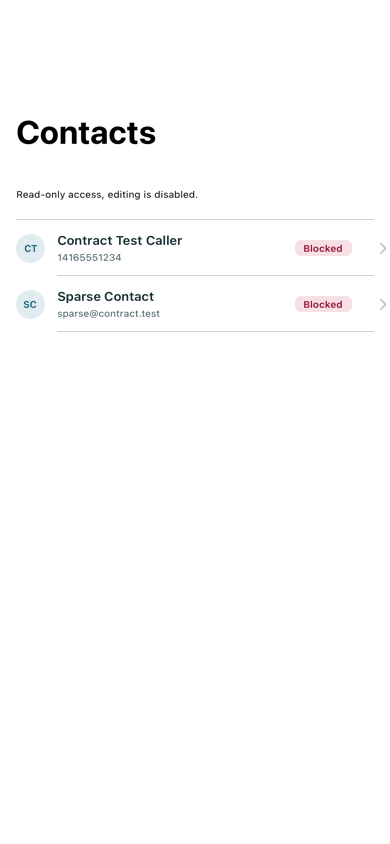 Contacts
Read-only access, editing is disabled.
CT
Contract Test Caller
14165551234
Blocked
SC
Sparse Contact
sparse@contract.test
Blocked